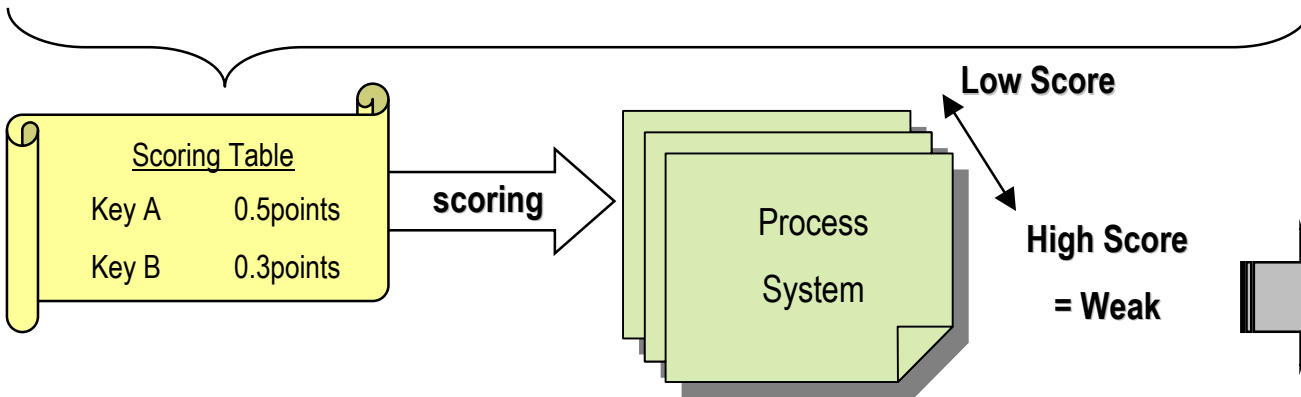 Low Score
Scoring Table
Key A 0.5points
Key B 0.3points
scoring
Process
System
High Score
= Weak